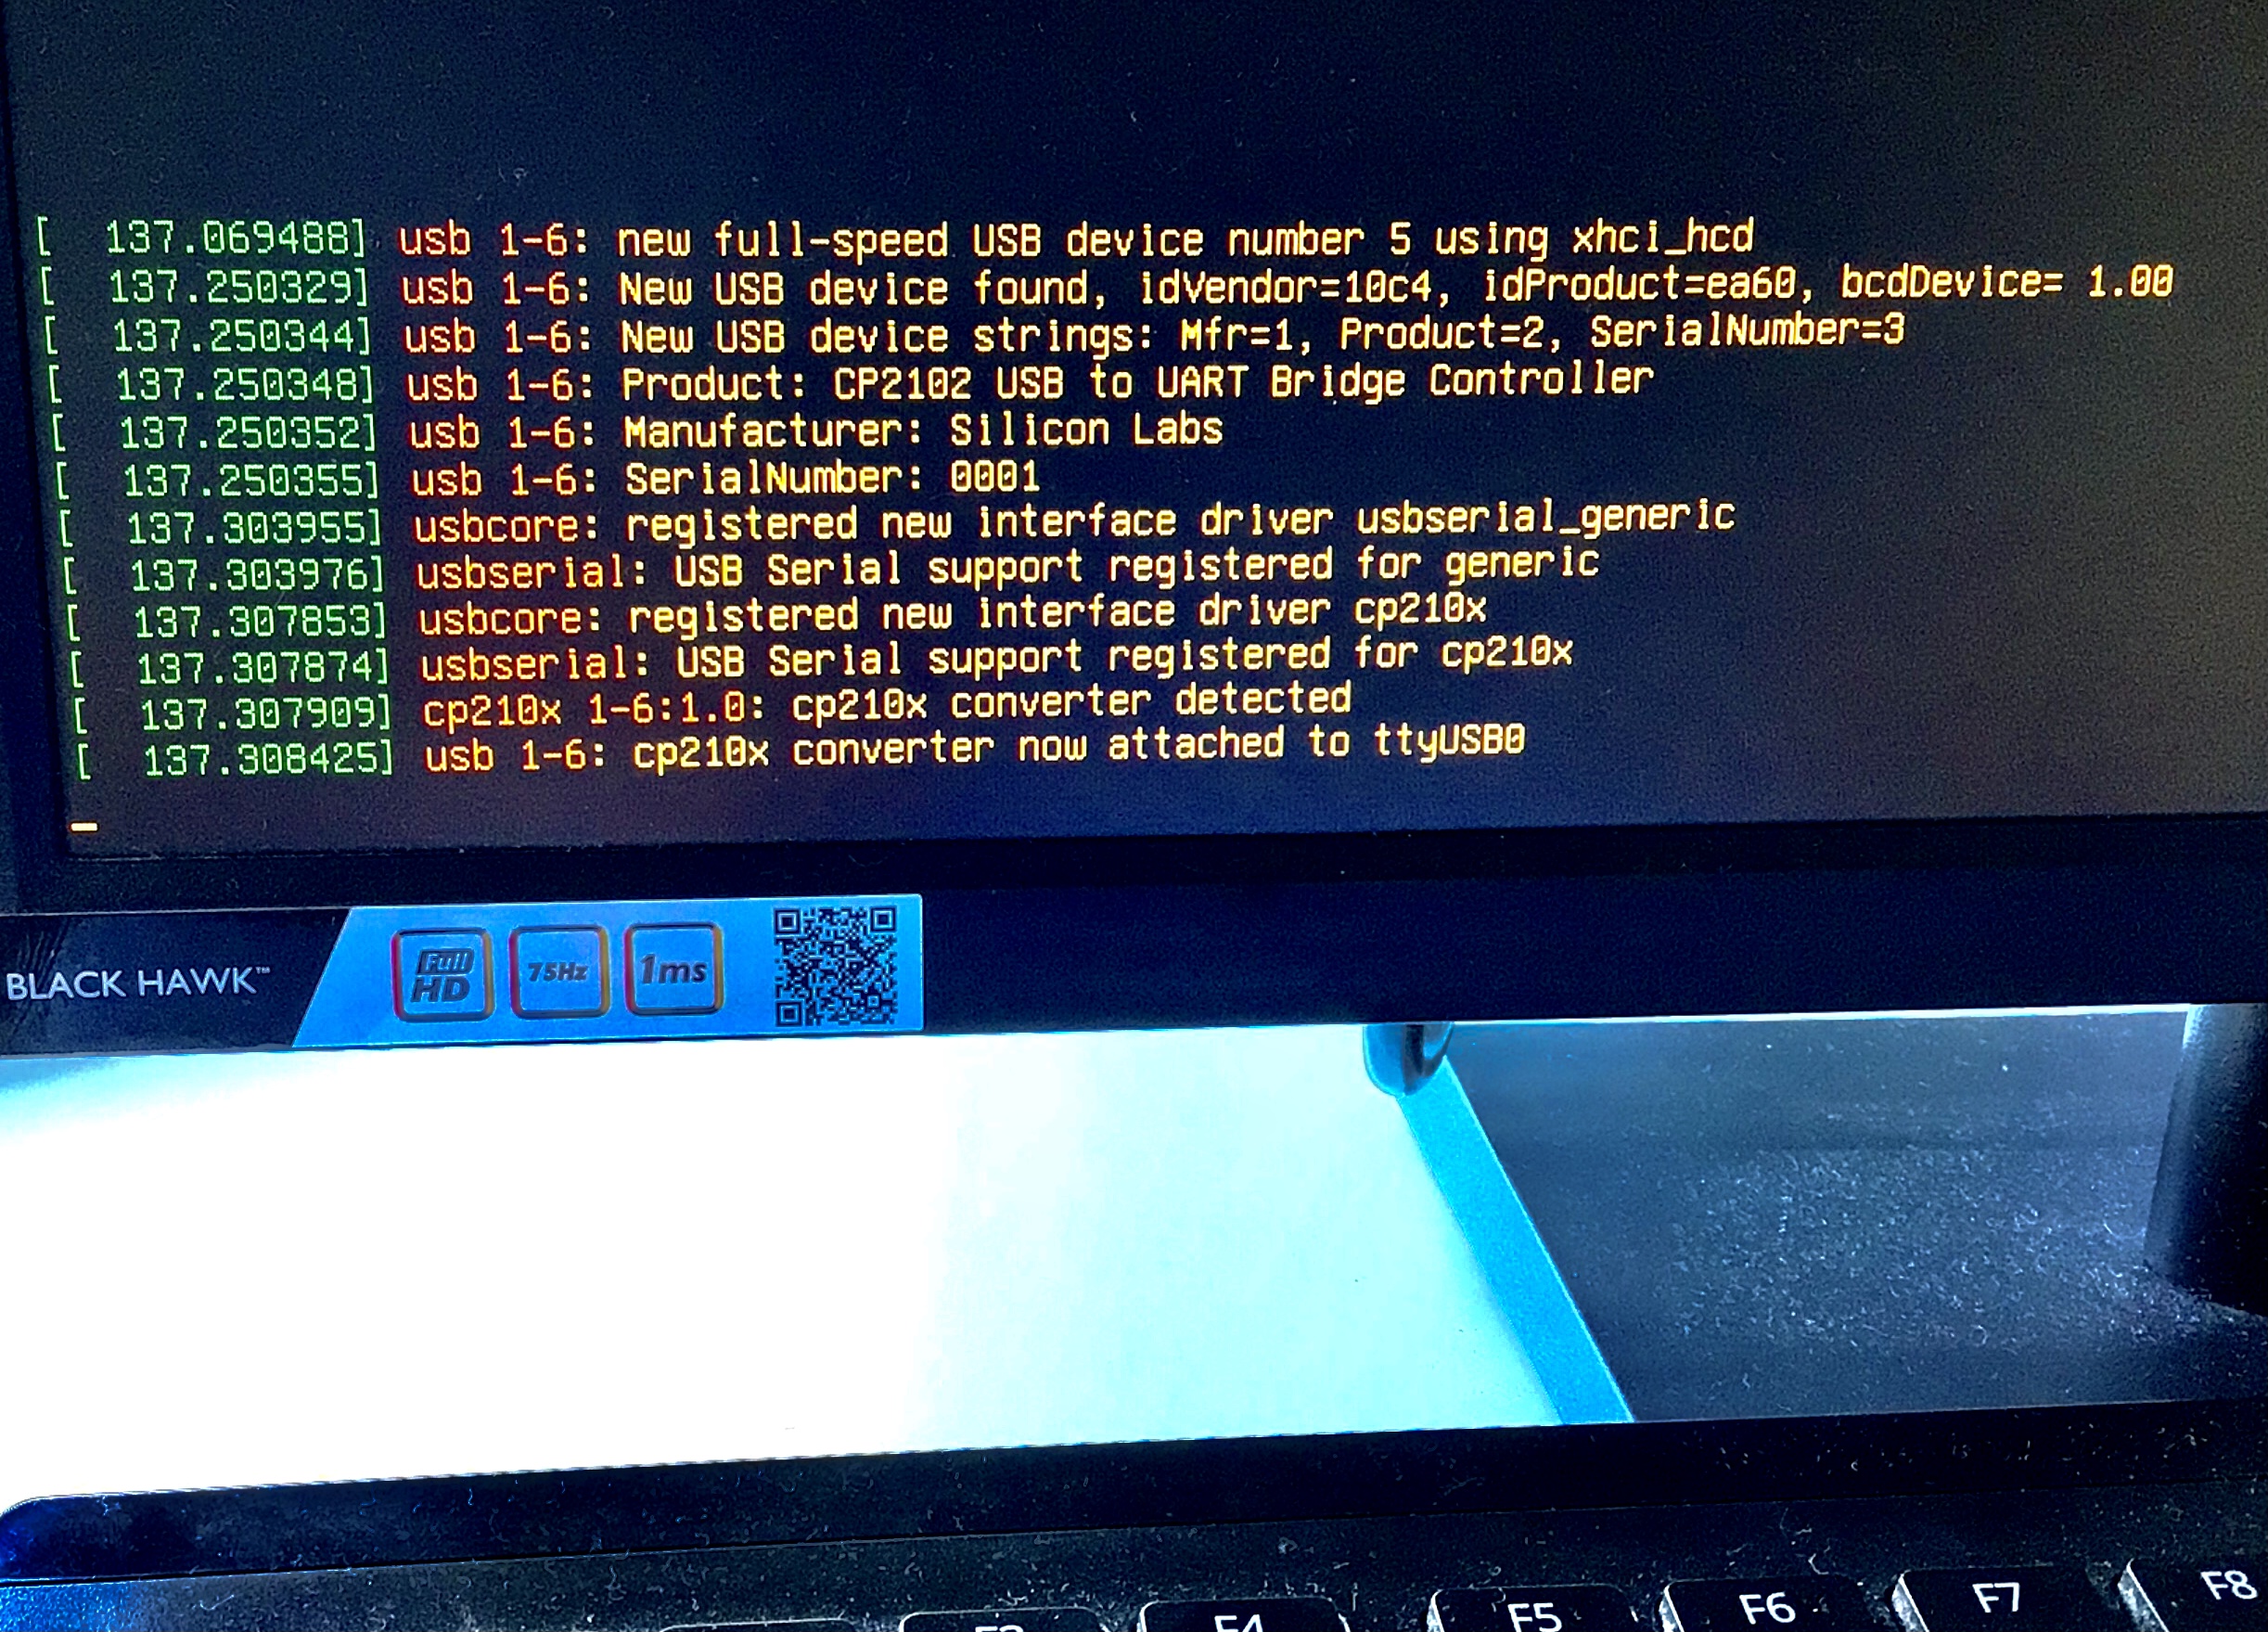 [  137.069488] usb 1-6: new full-speed USB device number 5 using xhci_hcd
[  137.250329] usb 1-6: New USB device found, idVendor=10c4, idProduct=ea60, bcdDevice= 1.00
[  137.250344] usb 1-6: New USB device strings: Mfr=1, Product=2, SerialNumber=3
[  137.250348] usb 1-6: Product: CP2102 USB to UART Bridge Controller
[  137.250352] usb 1-6: Manufacturer: Silicon Labs
[  137.250355] usb 1-6: SerialNumber: 0001
[  137.303955] usbcore: registered new interface driver usbserial_generic
[  137.303976] usbserial: USB Serial support registered for generic
[  137.307853] usbcore: registered new interface driver cp210x
[  137.307874] usbserial: USB Serial support registered for cp210x
[  137.307909] cp210x 1-6:1.0: cp210x converter detected
[  137.308425] usb 1-6: cp210x converter now attached to ttyUSB0
BLACK HAWK™
Full HD
75Hz
1ms
F3 F4 F5 F6 F7 F8